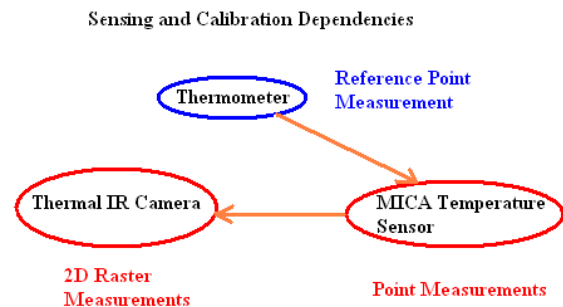 Sensing and Calibration Dependencies
Reference Point
Measurement
Thermometer
Thermal IR Camera
MICA Temperature
Sensor
2D Raster
Measurements
Point Measurements